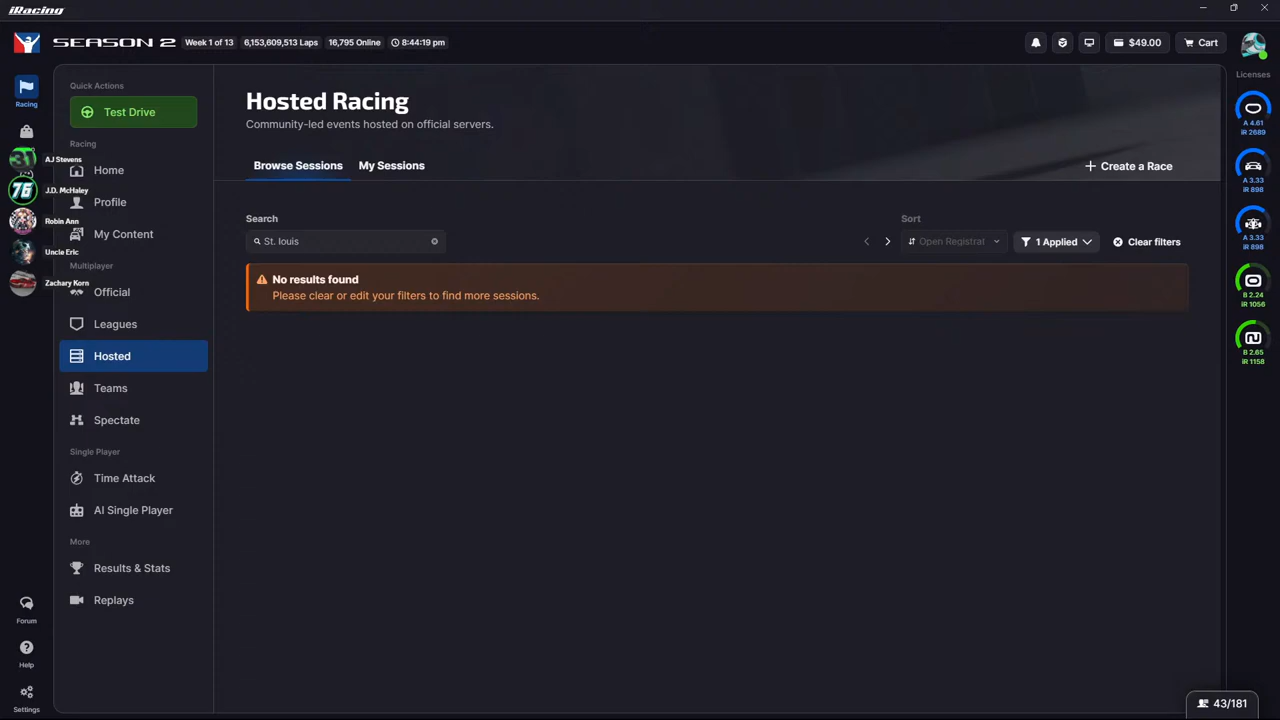 iRacing
SEASON 2
Week 1 of 13
6,153,609,513 Laps
16,795 Online
8:44:19 pm
$49.00
Cart
Racing
Quick Actions
Test Drive
Racing
Home
Profile
My Content
Multiplayer
Official
Leagues
Hosted
Teams
Spectate
Single Player
Time Attack
AI Single Player
More
Results & Stats
Replays
31
A.J Stevens
76
J.D. McHaley
Robin Ann
Uncle Eric
Zachary Korn
Forum
Help
Settings
Hosted Racing
Community-led events hosted on official servers.
Browse Sessions
My Sessions
Create a Race
Search
St. louis
Sort
Open Registrat
1 Applied
Clear filters
No results found
Please clear or edit your filters to find more sessions.
Licenses
A 4.61
iR 2689
A 3.33
iR 898
A 3.33
iR 898
B 2.24
iR 1056
B 2.65
iR 1158
43/181